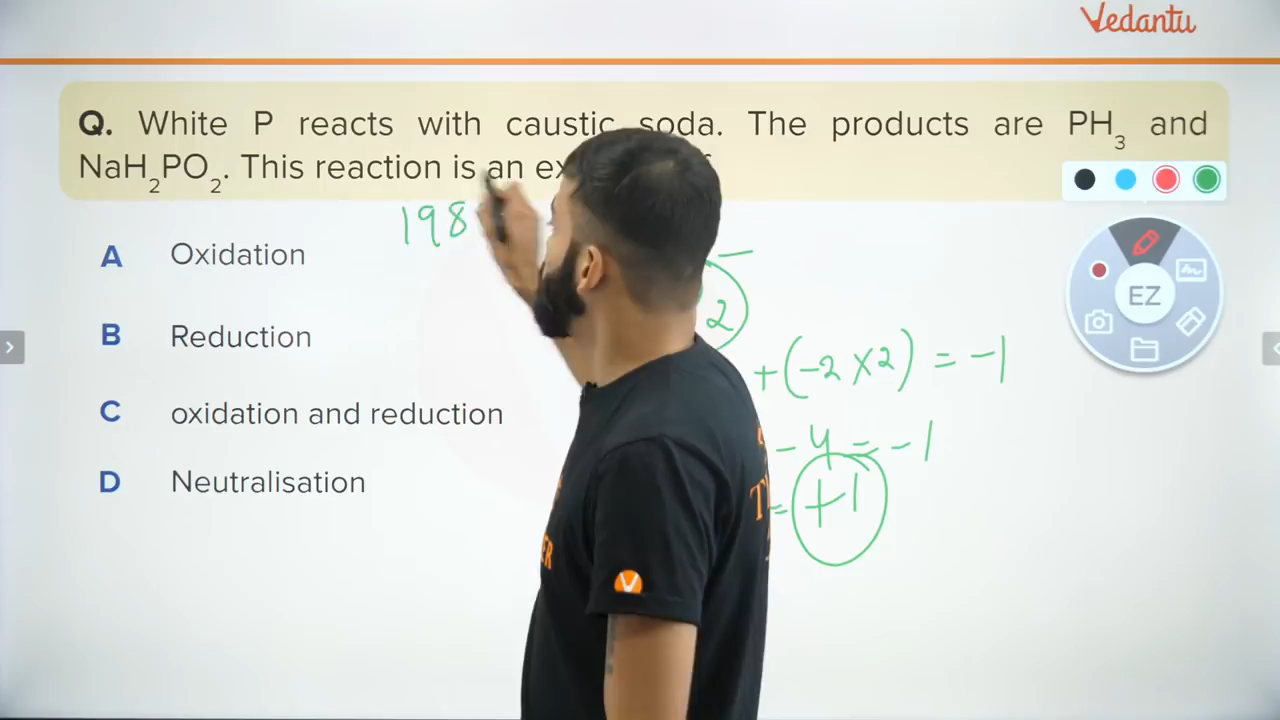 Vedantu
Q. White P reacts with caustic soda. The products are PH₃ and
NaH₂PO₂. This reaction is an
198
A Oxidation
B Reduction
C oxidation and reduction
D Neutralisation
2
+(-2×2) = -1
-4 = -1
= +1
EZ